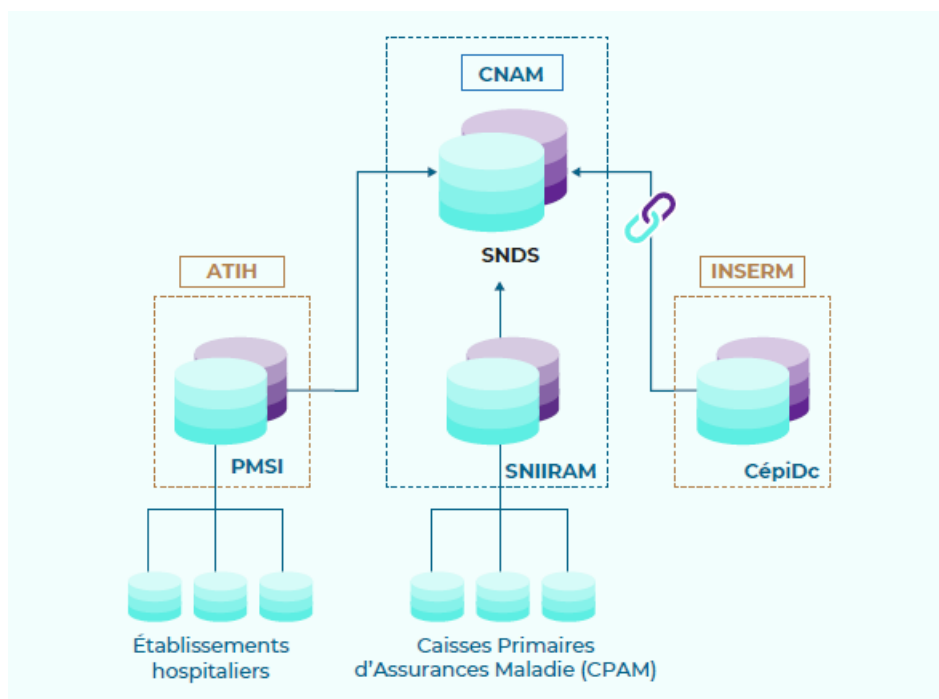 CNAM
SNDS
ATIH
INSERM
PMSI
SNIIRAM
CépiDc
Établissements
hospitaliers
Caisses Primaires
d’Assurances Maladie (CPAM)